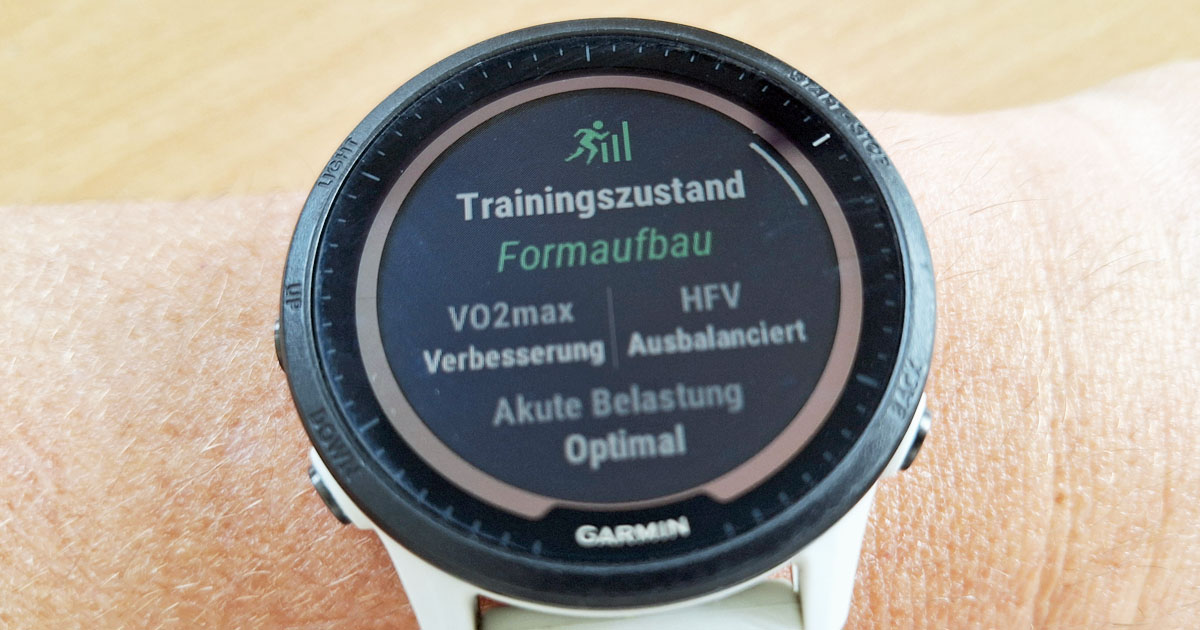 START·STOP
LIGHT
Trainingszustand
Formaufbau
UP
VO2max HFV
Verbesserung Ausbalanciert
Akute Belastung
Optimal
BACK
DOWN
GARMIN